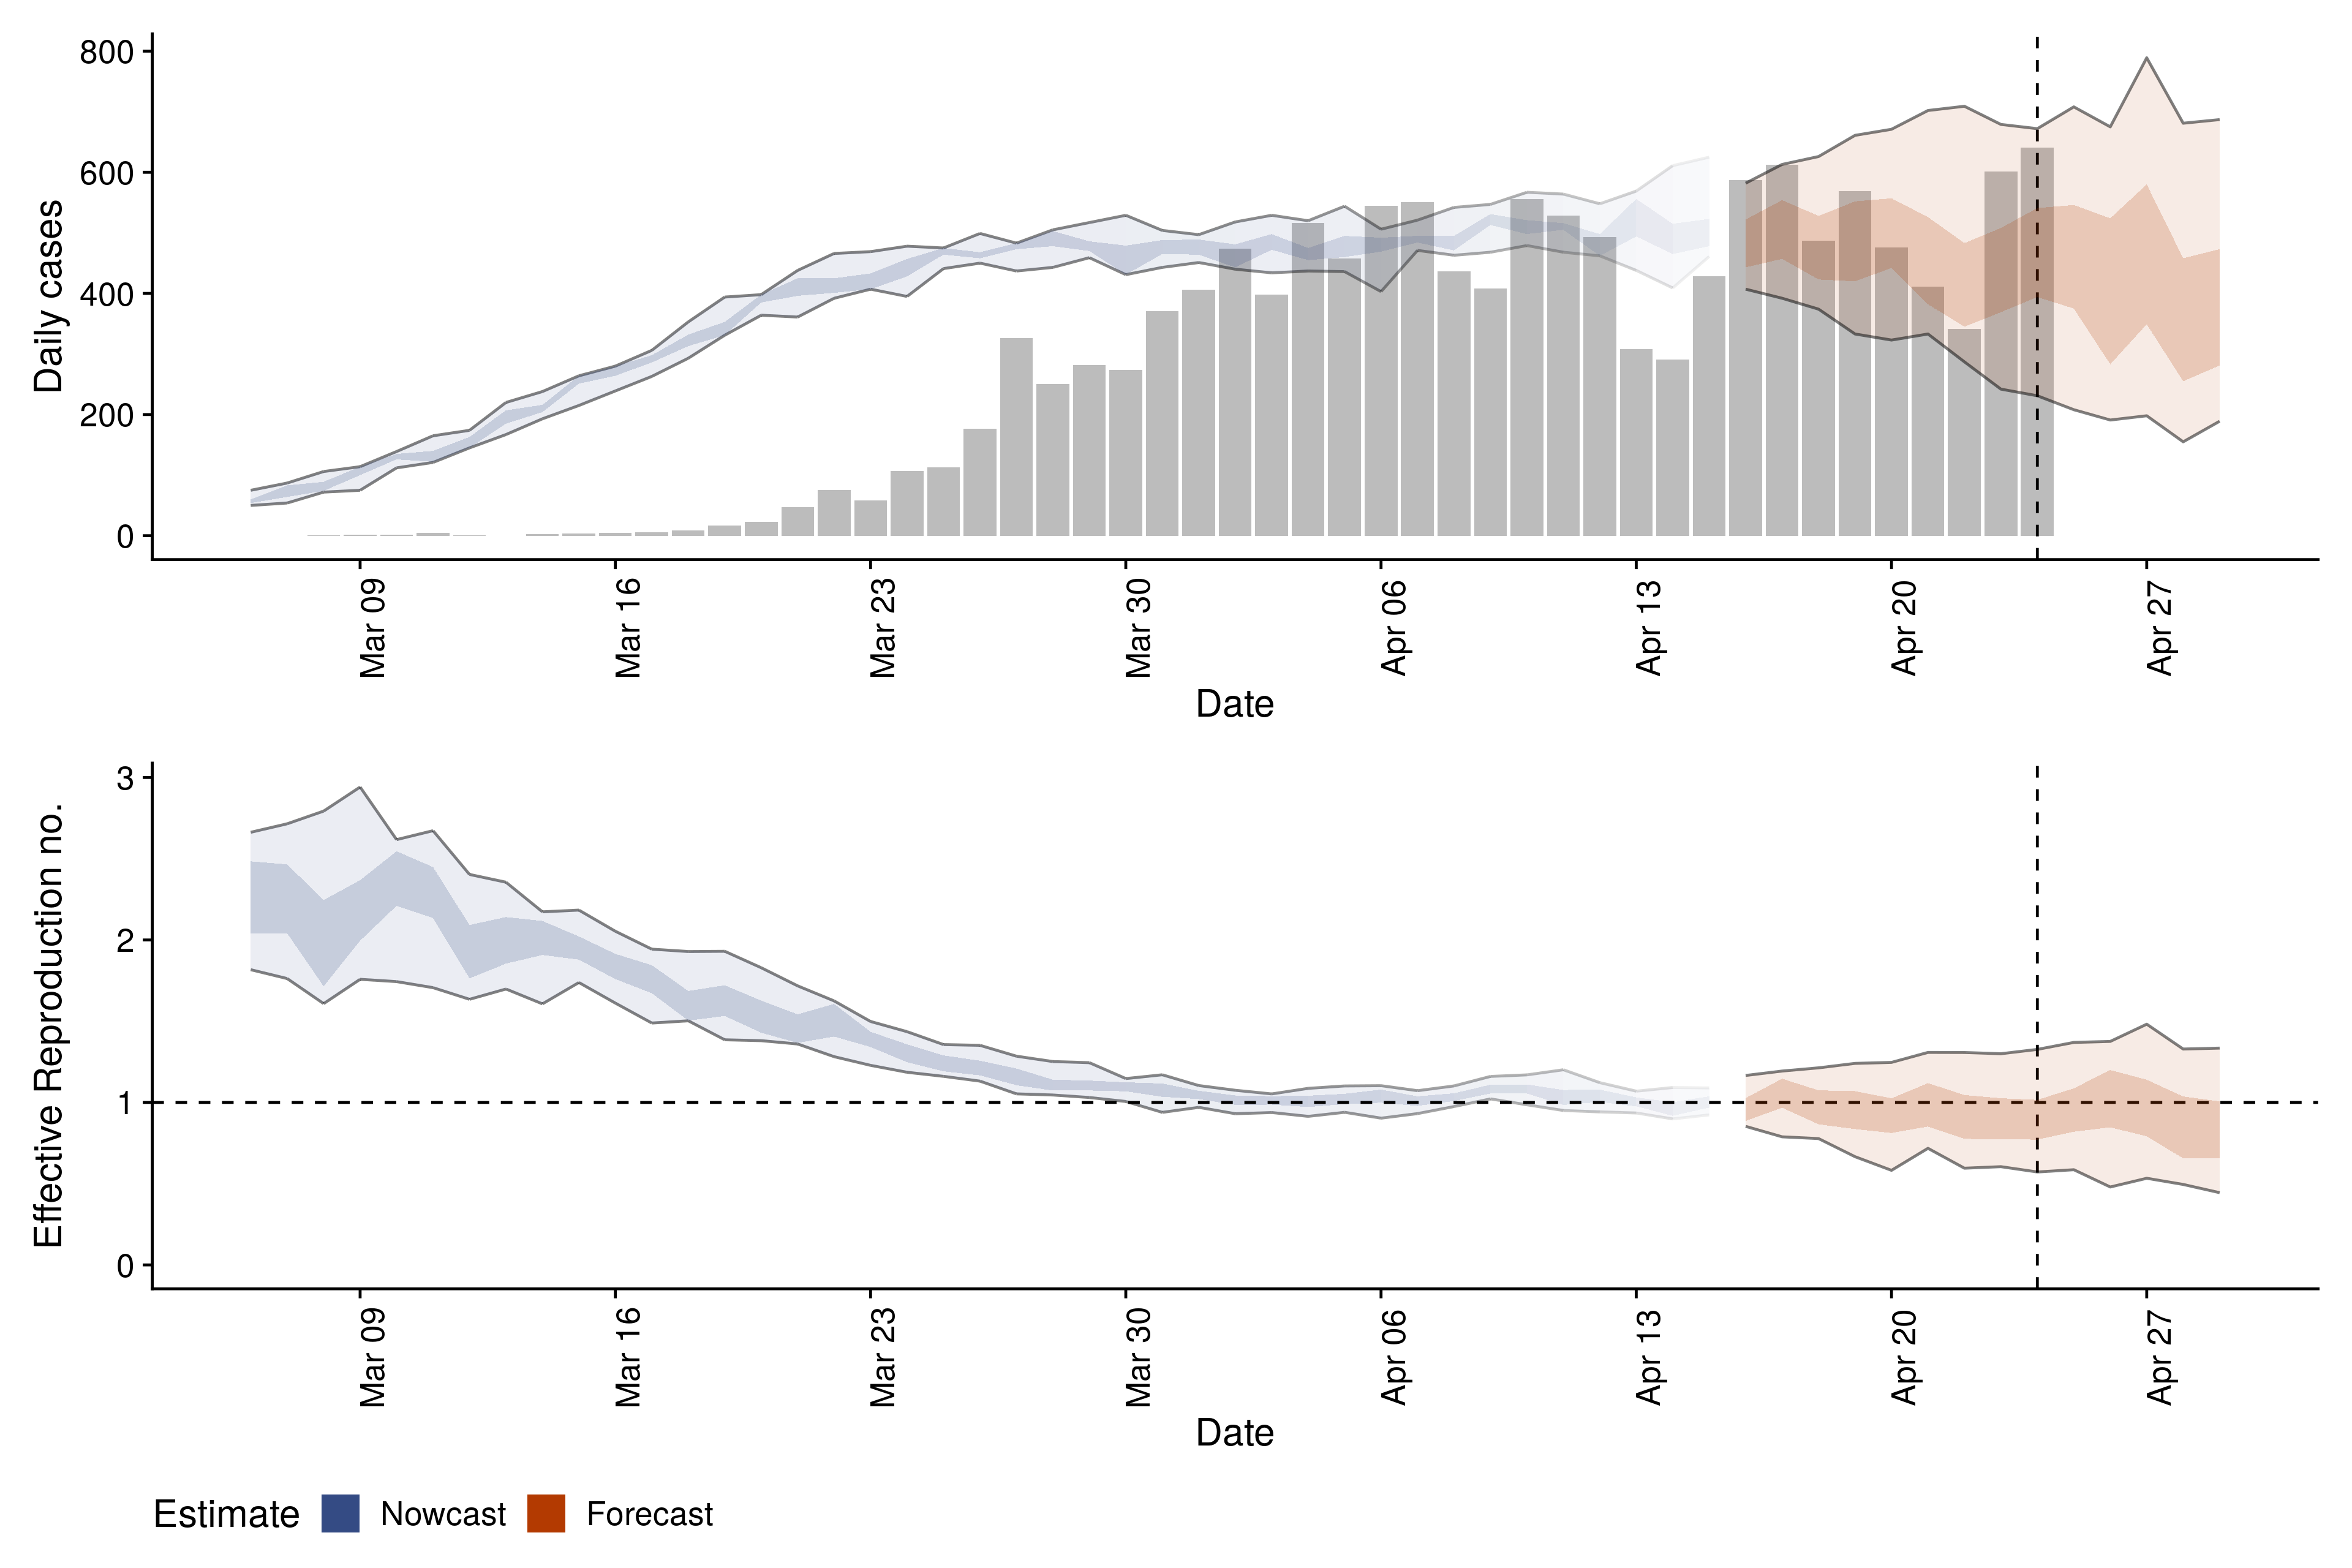 Daily cases
800
600
400
200
0
Mar 09
Mar 16
Mar 23
Mar 30
Apr 06
Apr 13
Apr 20
Apr 27
Date
Effective Reproduction no.
3
2
1
0
Mar 09
Mar 16
Mar 23
Mar 30
Apr 06
Apr 13
Apr 20
Apr 27
Date
Estimate Nowcast Forecast